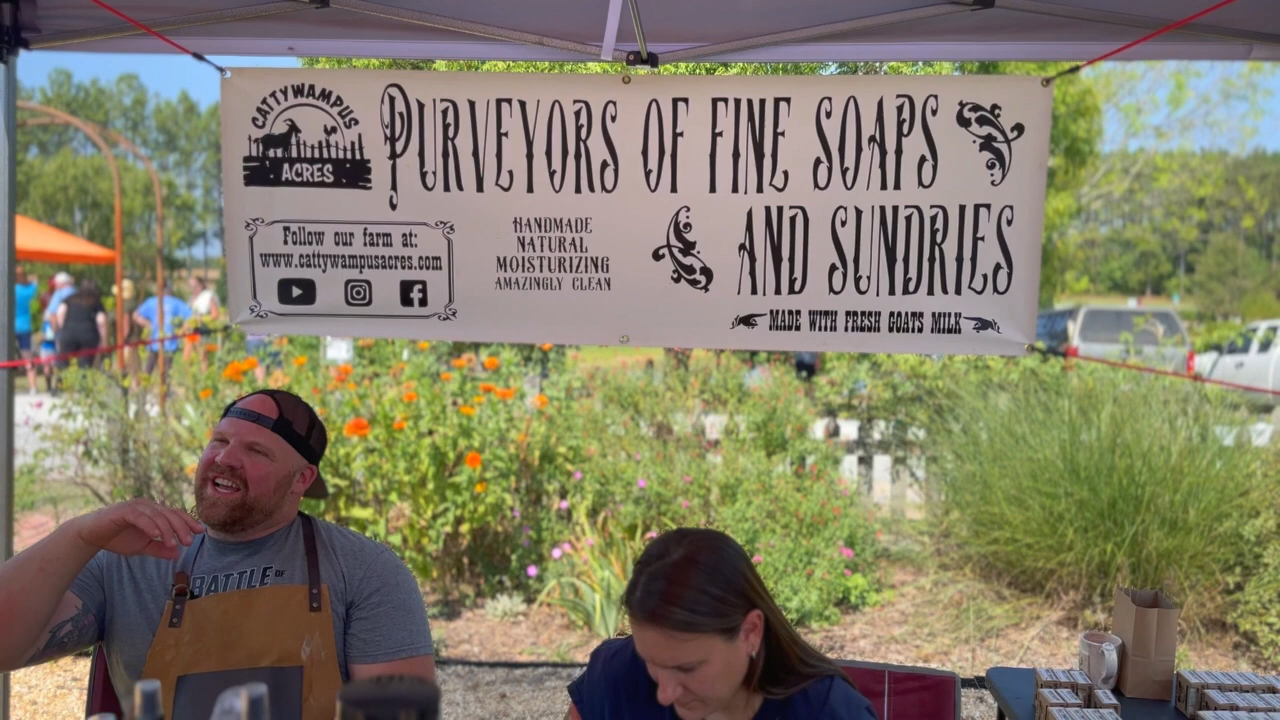 CATTYWAMPUS
ACRES
PURVEYORS OF FINE SOAPS
AND SUNDRIES
Follow our farm at:
www.cattywampusacres.com
HANDMADE
NATURAL
MOISTURIZING
AMAZINGLY CLEAN
MADE WITH FRESH GOATS MILK
BATTLE OF